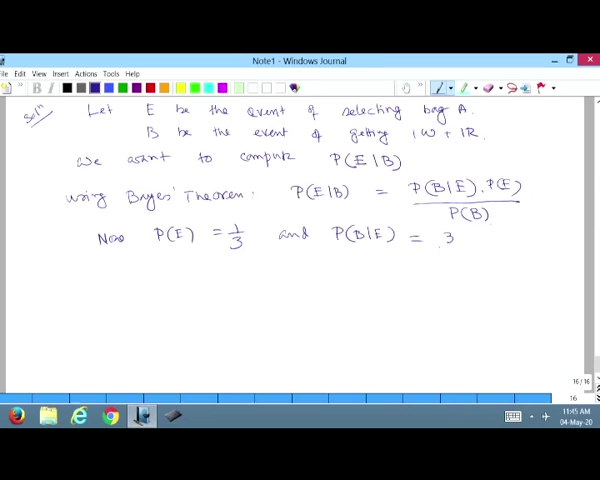 Note1 - Windows Journal
File Edit View Insert Actions Tools Help
Solⁿ Let E be the event of selecting bag A.
B be the event of getting 1W + 1R.
We want to compute P(E|B)
Using Bayes' Theorem: P(E|B) = P(B|E).P(E) / P(B)
Now P(E) = 1/3 and P(B|E) = 3
16/16
16
11:45 AM
04-May-20